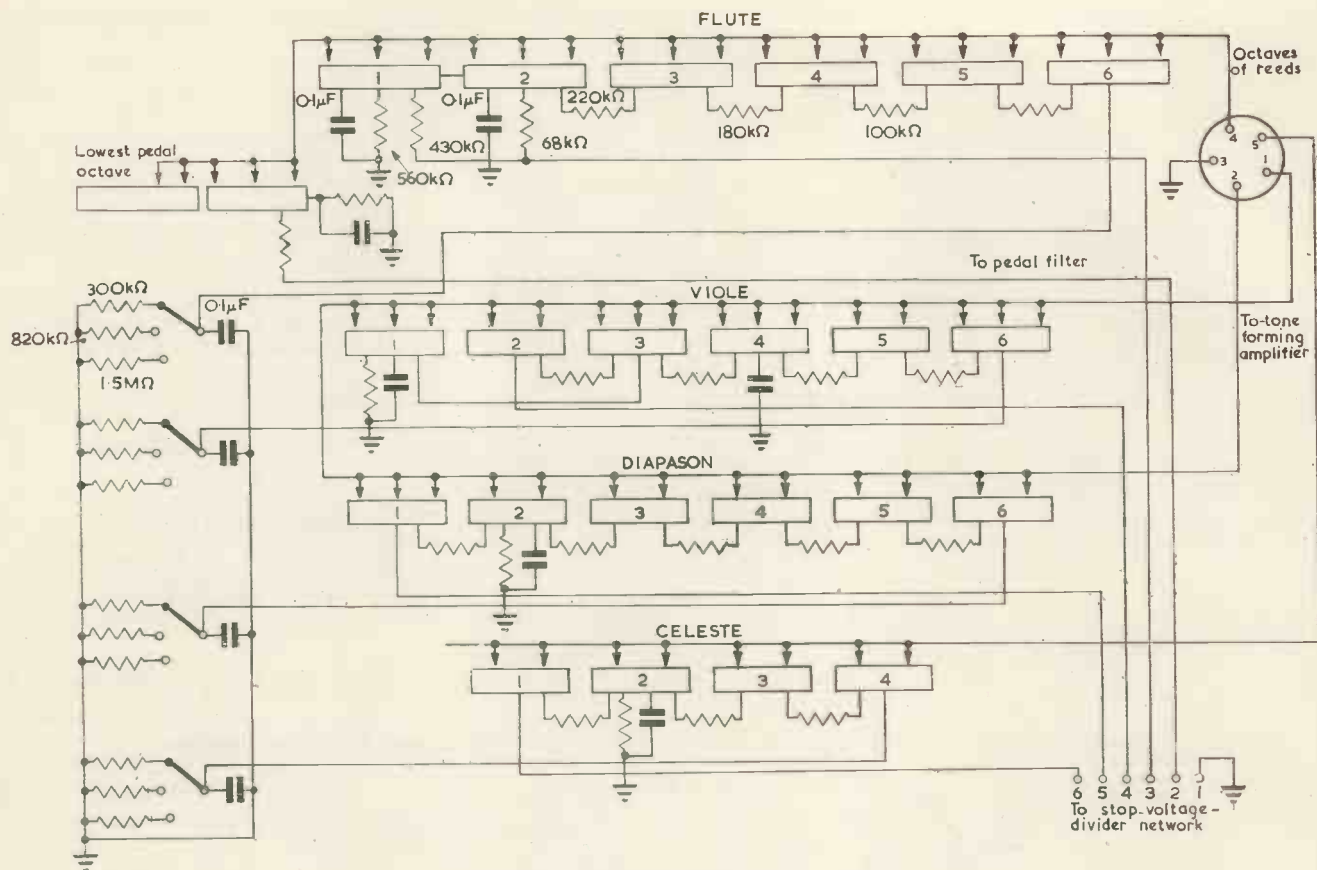 FLUTE
1
2
3
4
5
6
Octaves
of reeds
0·1μF
0·1μF
220kΩ
430kΩ
68kΩ
180kΩ
100kΩ
560kΩ
4
5
3
1
2
Lowest pedal
octave
To pedal filter
300kΩ
0·1μF
820kΩ
1·5MΩ
VIOLE
1
2
3
4
5
6
To-tone
forming
amplifier
DIAPASON
1
2
3
4
5
6
CELESTE
1
2
3
4
6 5 4 3 2 1
To stop-voltage-
divider network